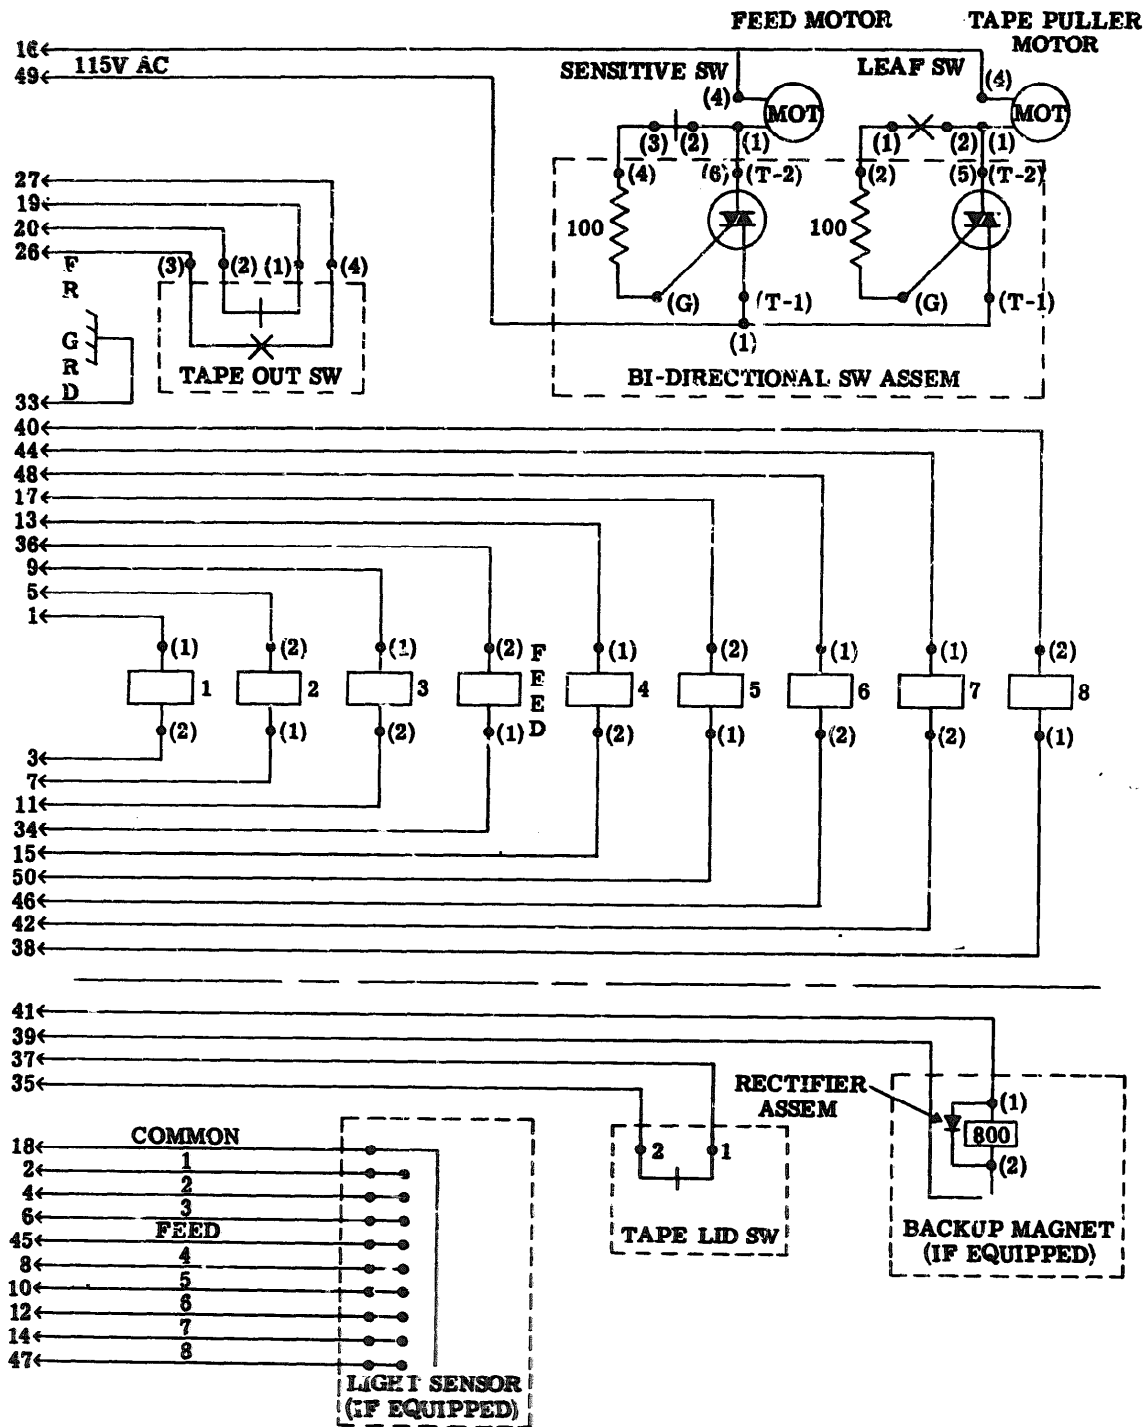 FEED MOTOR
TAPE PULLER
MOTOR
16
115V AC
49
SENSITIVE SW
LEAF SW
(4)
(4)
MOT
MOT
(3) (2) (1)
(1) (2) (1)
27
(4) (6) (T-2)
(2) (5) (T-2)
19
20
100
100
26
FR GRD
(3) (2) (1) (4)
(G) (T-1)
(G) (T-1)
(1)
TAPE OUT SW
BI-DIRECTIONAL SW ASSEM
33
40
44
48
17
13
36
9
5
1
(1) (2) (1) (2) (1) (2) (1) (1) (2)
FEED
1 2 3 4 5 6 7 8
(2) (1) (2) (1) (2) (1) (2) (2) (1)
3
7
11
34
15
50
46
42
38
41
39
37
35
RECTIFIER
ASSEM
(1)
800
(2)
2 1
TAPE LID SW
BACKUP MAGNET
(IF EQUIPPED)
18 COMMON
2 1
4 2
6 3
45 FEED
8 4
10 5
12 6
14 7
47 8
LIGHT SENSOR
(IF EQUIPPED)